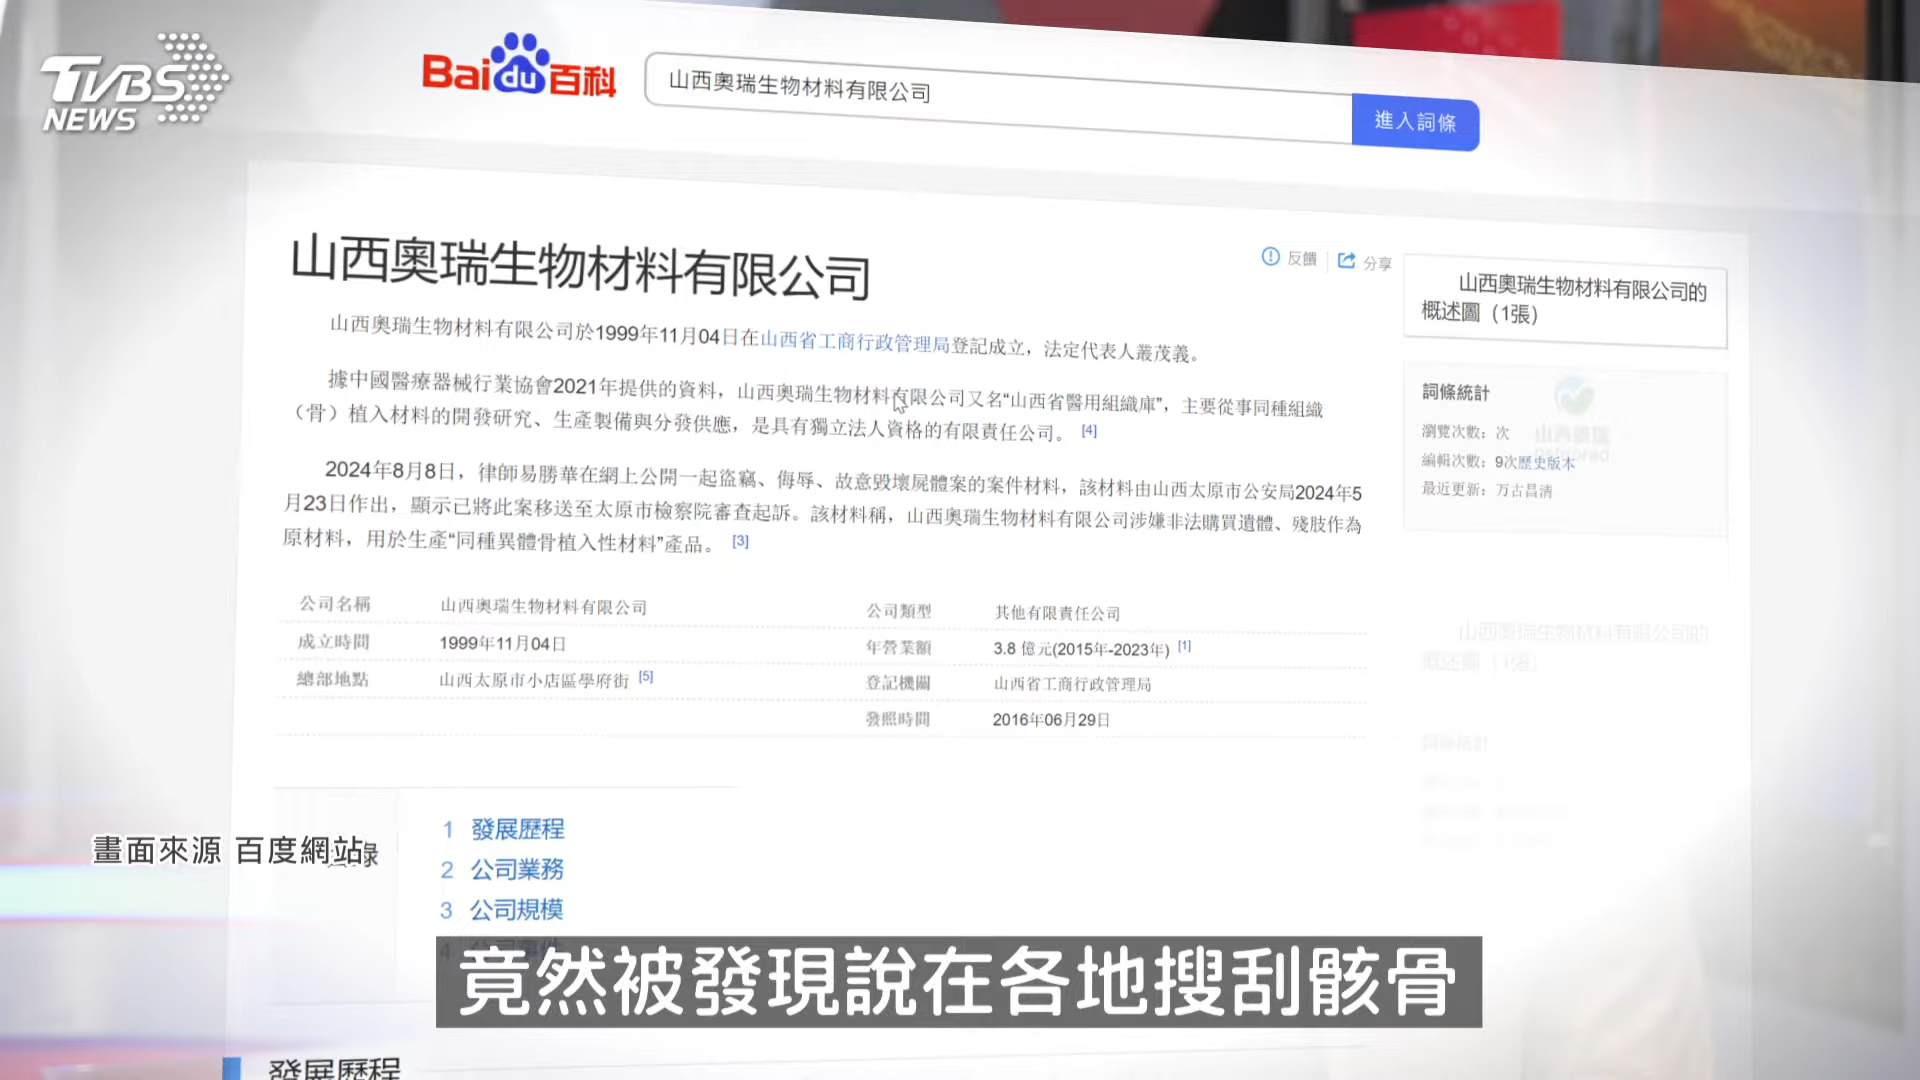 TVBS
NEWS
Baidu百科
山西奧瑞生物材料有限公司
進入詞條
山西奧瑞生物材料有限公司
反饋
分享
山西奧瑞生物材料有限公司於1999年11月04日在山西省工商行政管理局登記成立，法定代表人叢茂義。
據中國醫療器械行業協會2021年提供的資料，山西奧瑞生物材料有限公司又名“山西省醫用組織庫”，主要從事同種組織
（骨）植入材料的開發研究、生產製備與分發供應，是具有獨立法人資格的有限責任公司。 [4]
2024年8月8日，律師易勝華在網上公開一起盜竊、侮辱、故意毀壞屍體案的案件材料，該材料由山西太原市公安局2024年5
月23日作出，顯示已將此案移送至太原市檢察院審查起訴。該材料稱，山西奧瑞生物材料有限公司涉嫌非法購買遺體、殘肢作為
原材料，用於生產“同種異體骨植入性材料”產品。 [3]
山西奧瑞生物材料有限公司的
概述圖（1張）
詞條統計
瀏覽次數：次
編輯次數：9次歷史版本
最近更新：万古昌清
公司名稱 山西奧瑞生物材料有限公司 公司類型 其他有限責任公司
成立時間 1999年11月04日 年營業額 3.8 億元(2015年-2023年) [1]
總部地點 山西太原市小店區學府街 [5] 登記機關 山西省工商行政管理局
發照時間 2016年06月29日
山西奧瑞生物材料有限公司的
概述圖（1張）
詞條統計
1 發展歷程
2 公司業務
3 公司規模
畫面來源 百度網站
竟然被發現說在各地搜刮骸骨
發展歷程